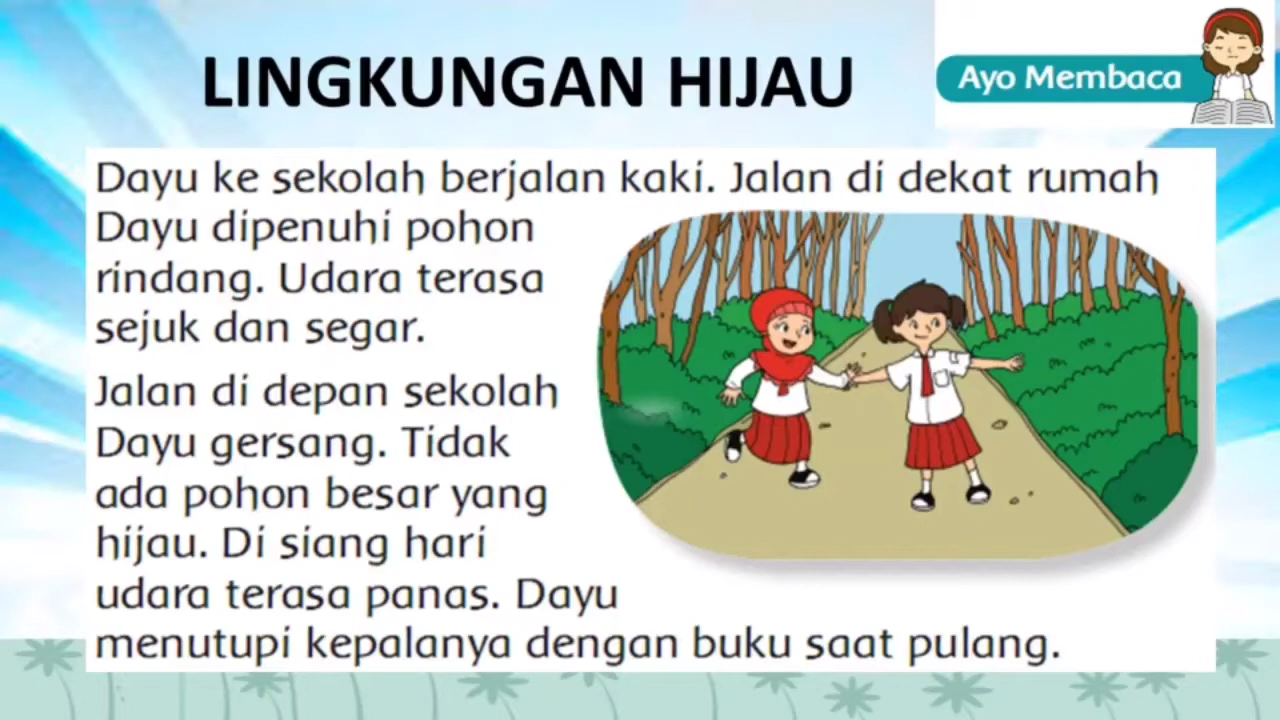 LINGKUNGAN HIJAU
Ayo Membaca
Dayu ke sekolah berjalan kaki. Jalan di dekat rumah
Dayu dipenuhi pohon
rindang. Udara terasa
sejuk dan segar.
Jalan di depan sekolah
Dayu gersang. Tidak
ada pohon besar yang
hijau. Di siang hari
udara terasa panas. Dayu
menutupi kepalanya dengan buku saat pulang.